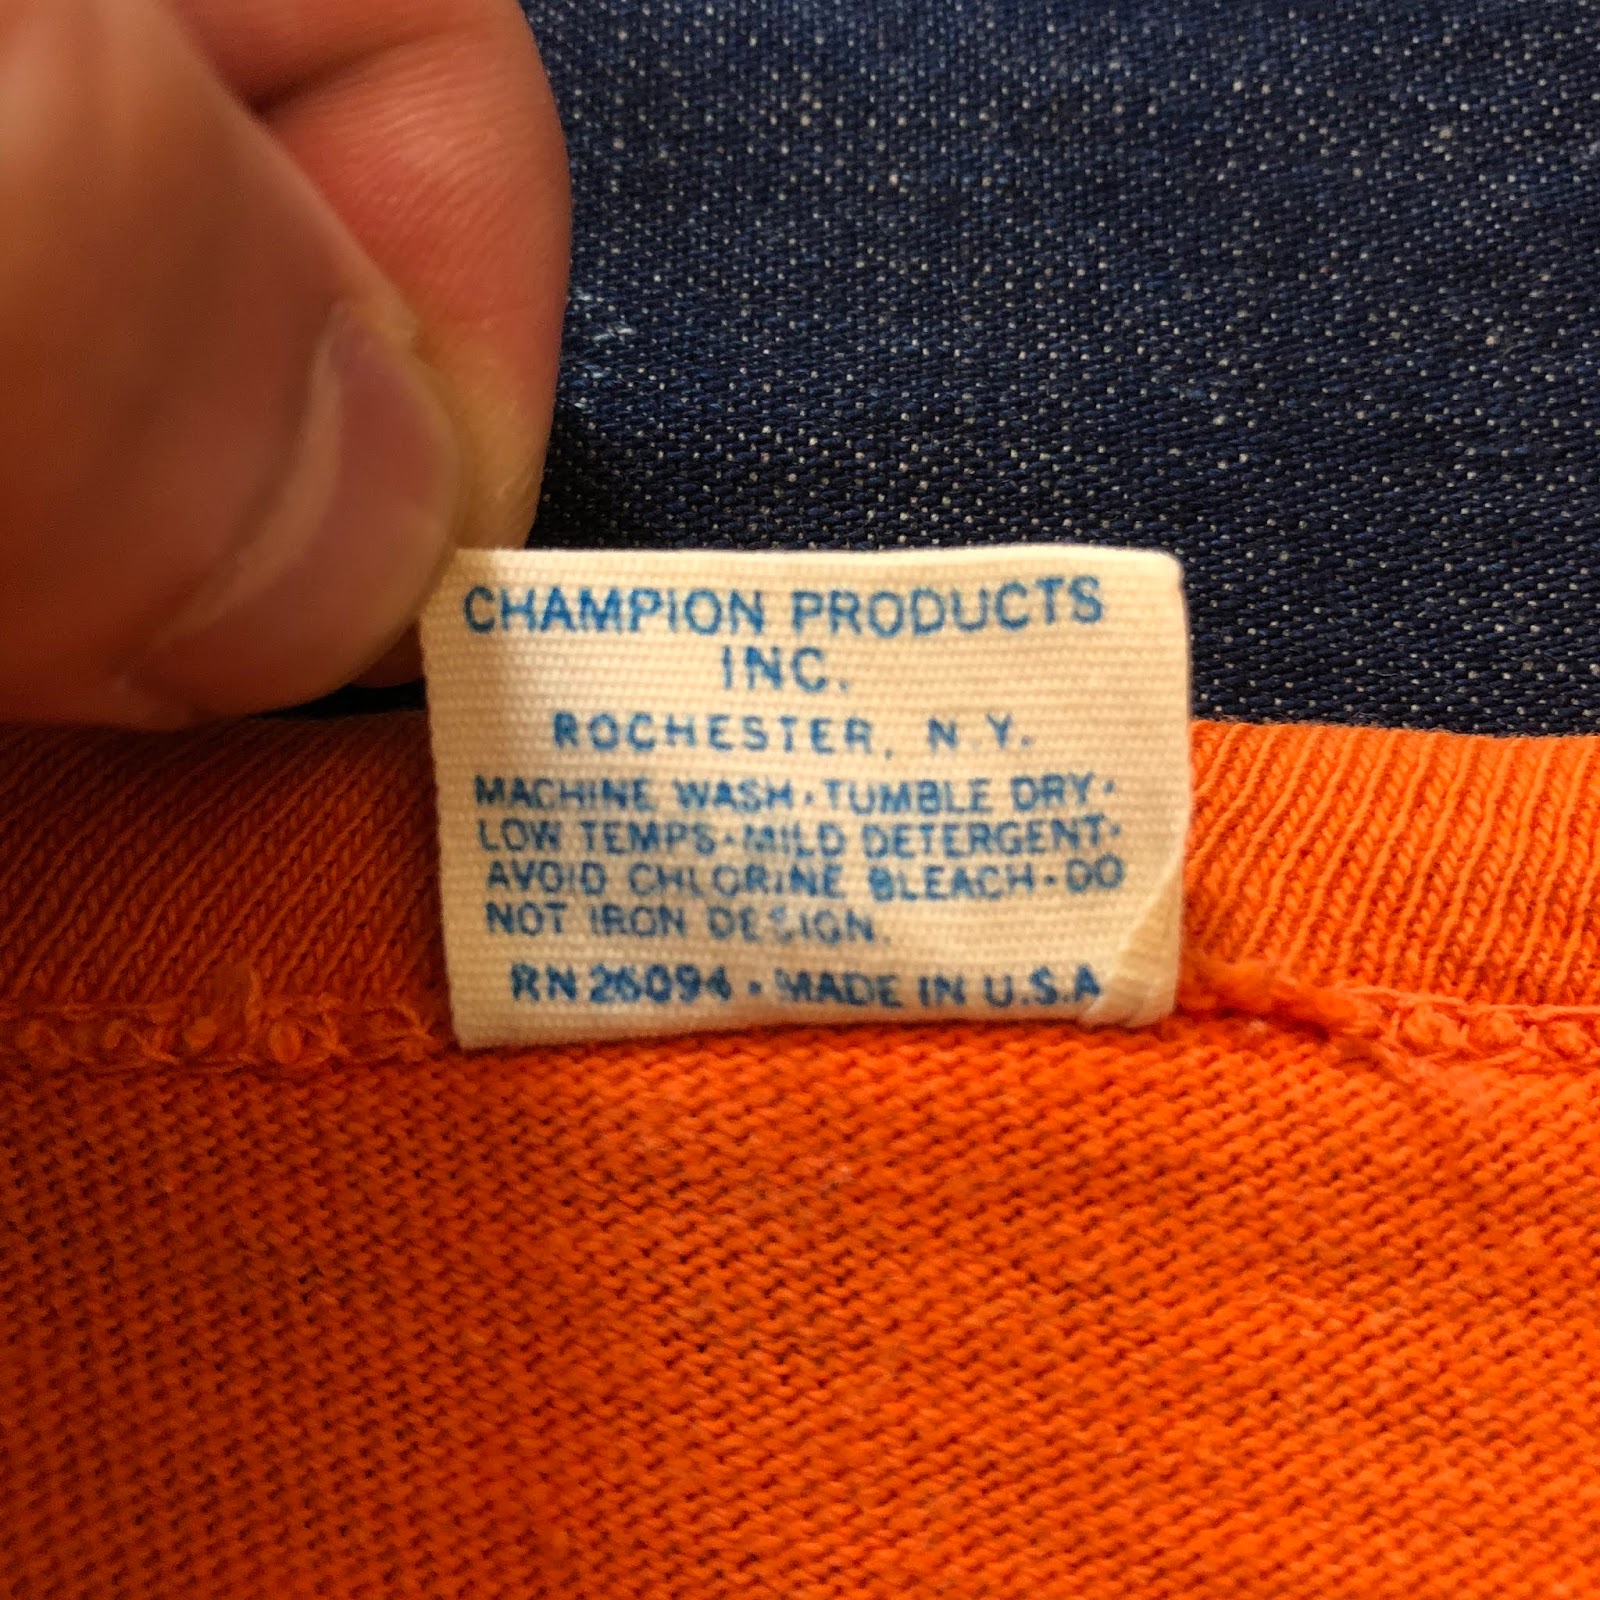 CHAMPION PRODUCTS
INC.
ROCHESTER, N.Y.
MACHINE WASH · TUMBLE DRY ·
LOW TEMPS · MILD DETERGENT ·
AVOID CHLORINE BLEACH · DO
NOT IRON DESIGN.
RN 26094 · MADE IN U.S.A